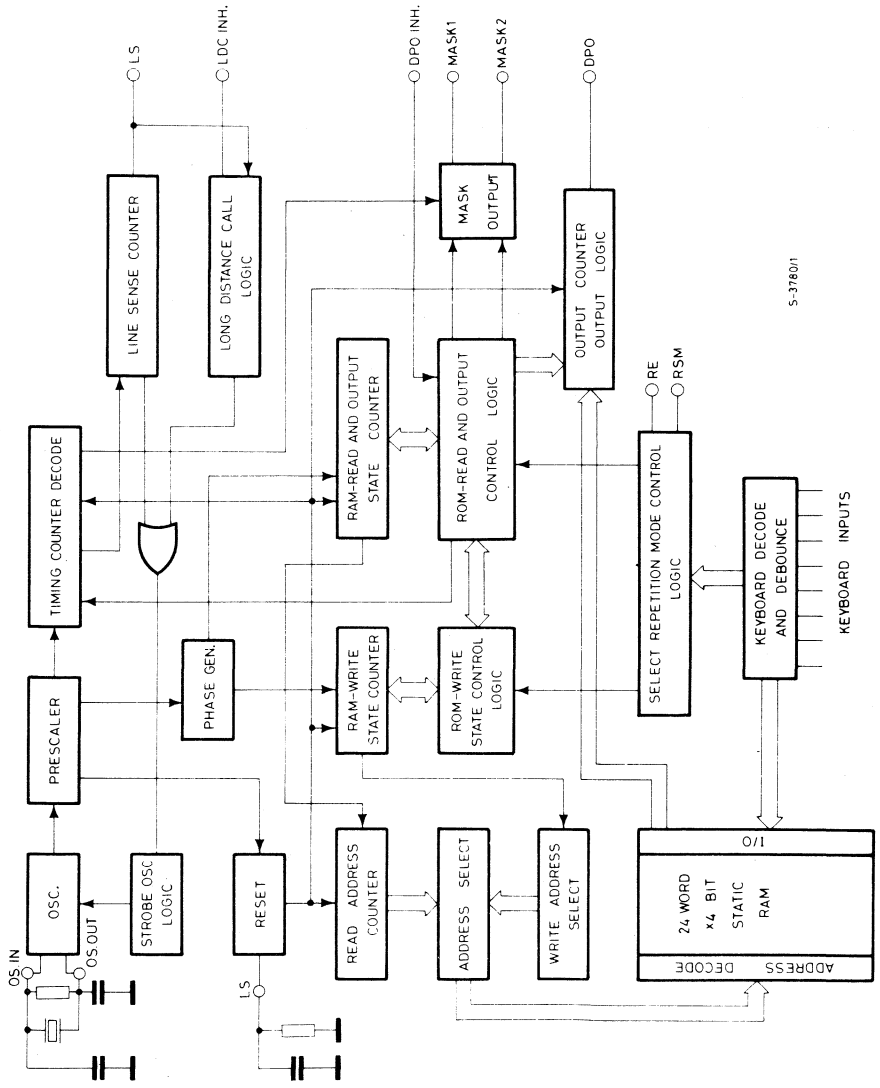 OS.IN
OS.OUT
OSC.
PRESCALER
TIMING COUNTER DECODE
LINE SENSE COUNTER
LS
STROBE OSC
LOGIC
LONG DISTANCE CALL
LOGIC
LDC INH.
PHASE GEN.
LS
RESET
READ ADDRESS
COUNTER
RAM-WRITE
STATE COUNTER
RAM-READ AND OUTPUT
STATE COUNTER
DPO INH.
MASK
OUTPUT
MASK1
MASK2
ADDRESS SELECT
ROM-WRITE
STATE CONTROL
LOGIC
ROM-READ AND OUTPUT
CONTROL LOGIC
WRITE ADDRESS
SELECT
OUTPUT COUNTER
OUTPUT LOGIC
DPO
ADDRESS
DECODE
24 WORD
×4 BIT
STATIC
RAM
I/O
SELECT REPETITION MODE CONTROL
LOGIC
RE
RSM
KEYBOARD DECODE
AND DEBOUNCE
KEYBOARD INPUTS
S-3780/1